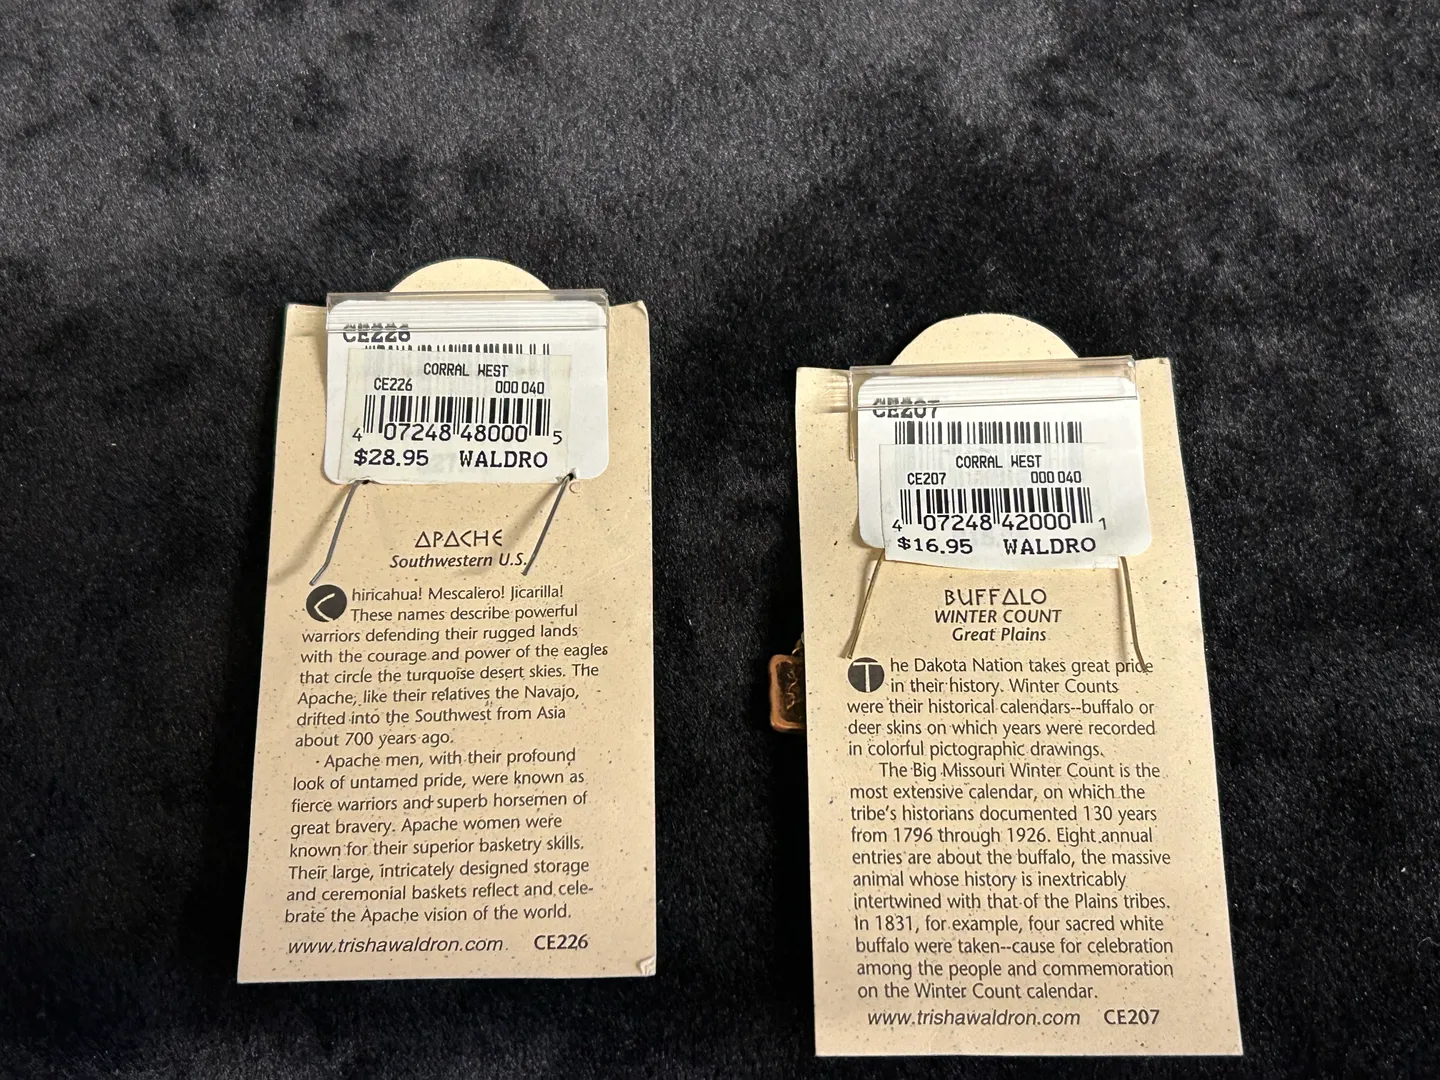 CE226
CORRAL WEST
CE226 000 040
4 07248 48000 5
$28.95 WALDRO
APACHE
Southwestern U.S.
Chiricahua! Mescalero! Jicarilla!
These names describe powerful
warriors defending their rugged lands
with the courage and power of the eagles
that circle the turquoise desert skies. The
Apache, like their relatives the Navajo,
drifted into the Southwest from Asia
about 700 years ago.
Apache men, with their profound
look of untamed pride, were known as
fierce warriors and superb horsemen of
great bravery. Apache women were
known for their superior basketry skills.
Their large, intricately designed storage
and ceremonial baskets reflect and cele-
brate the Apache vision of the world.
www.trishawaldron.com CE226
CE207
CORRAL WEST
CE207 000 040
4 07248 42000 1
$16.95 WALDRO
BUFFALO
WINTER COUNT
Great Plains
The Dakota Nation takes great pride
in their history. Winter Counts
were their historical calendars--buffalo or
deer skins on which years were recorded
in colorful pictographic drawings.
The Big Missouri Winter Count is the
most extensive calendar, on which the
tribe's historians documented 130 years
from 1796 through 1926. Eight annual
entries are about the buffalo, the massive
animal whose history is inextricably
intertwined with that of the Plains tribes.
In 1831, for example, four sacred white
buffalo were taken--cause for celebration
among the people and commemoration
on the Winter Count calendar.
www.trishawaldron.com CE207